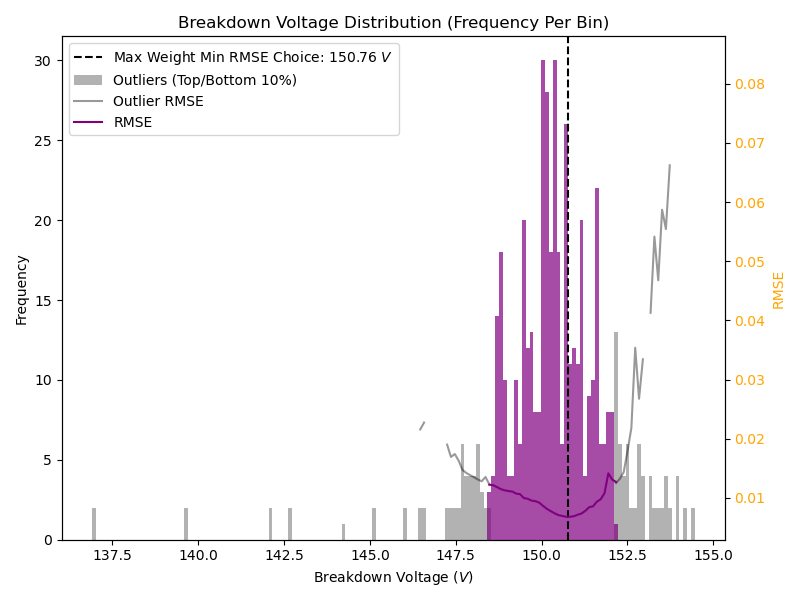 Breakdown Voltage Distribution (Frequency Per Bin)
Max Weight Min RMSE Choice: 150.76 V
Outliers (Top/Bottom 10%)
Outlier RMSE
RMSE
Frequency
30
25
20
15
10
5
0
0.08
0.07
0.06
0.05
0.04
0.03
0.02
0.01
RMSE
137.5 140.0 142.5 145.0 147.5 150.0 152.5 155.0
Breakdown Voltage (V)